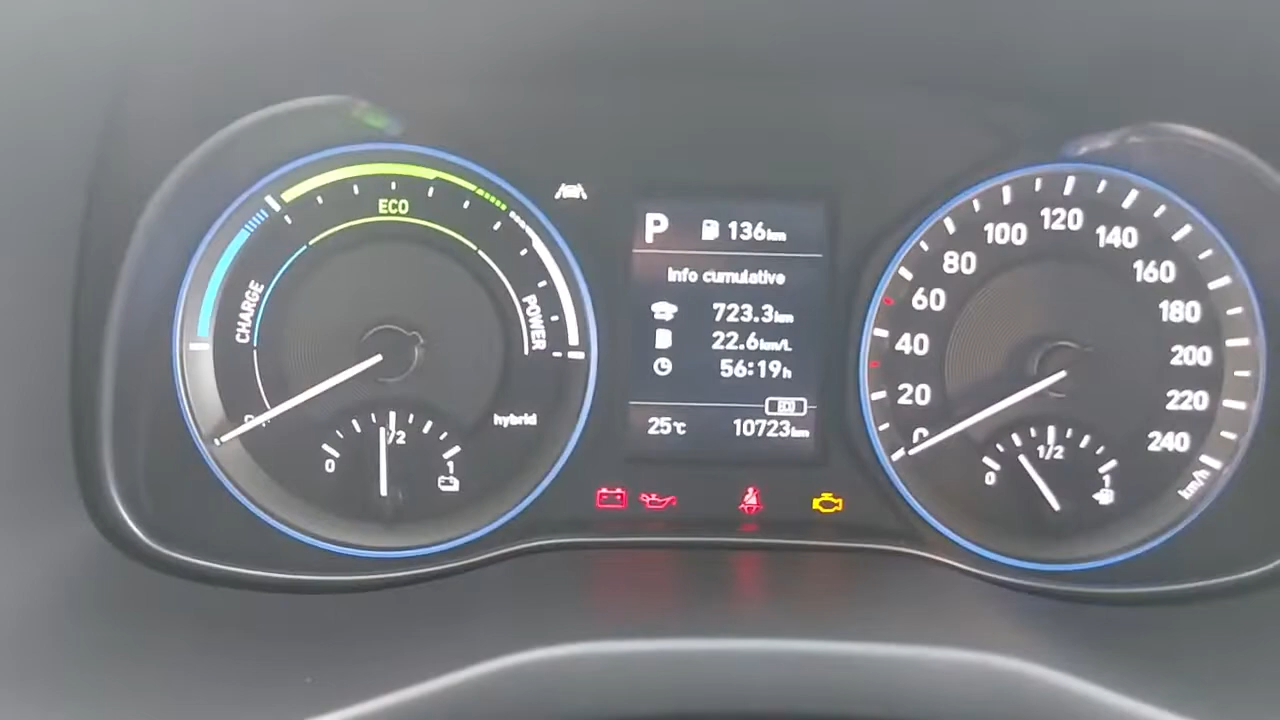 P 136km
Info cumulative
723.3km
22.6km/L
56:19h
ECO
25°C 10723km
ECO
CHARGE
POWER
hybrid
0 1/2 1
0
20
40
60
80
100
120
140
160
180
200
220
240
km/h
0 1/2 1